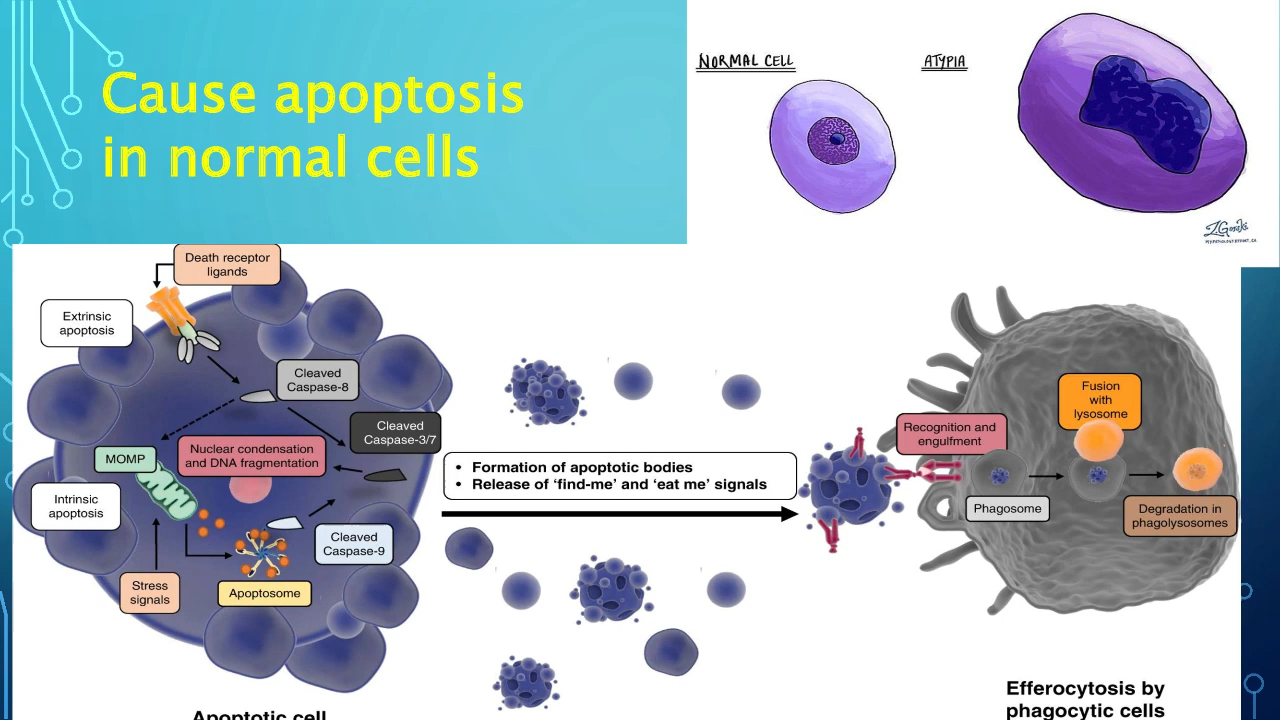 Cause apoptosis
in normal cells
NORMAL CELL
ATYPIA
Death receptor
ligands
Extrinsic
apoptosis
Cleaved
Caspase-8
Cleaved
Caspase-3/7
Nuclear condensation
and DNA fragmentation
MOMP
Intrinsic
apoptosis
Cleaved
Caspase-9
Stress
signals
Apoptosome
• Formation of apoptotic bodies
• Release of ‘find-me’ and ‘eat me’ signals
Recognition and
engulfment
Fusion
with
lysosome
Phagosome
Degradation in
phagolysosomes
Apoptotic cell
Efferocytosis by
phagocytic cells